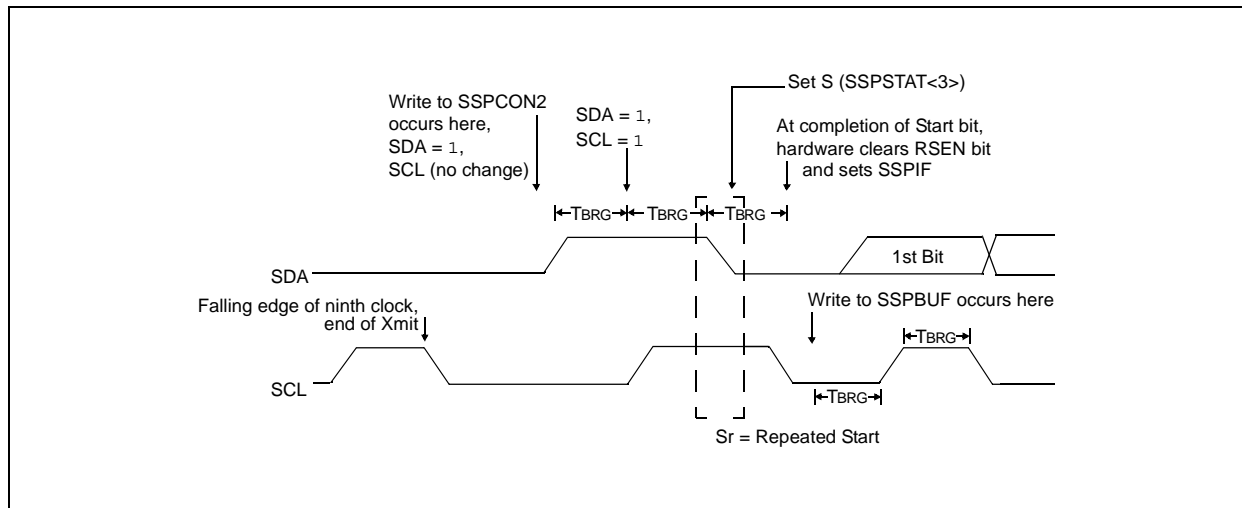 Set S (SSPSTAT<3>)
Write to SSPCON2
occurs here,
SDA = 1,
SCL (no change)
SDA = 1,
SCL = 1
At completion of Start bit,
hardware clears RSEN bit
and sets SSPIF
TBRG
TBRG
TBRG
SDA
1st Bit
Falling edge of ninth clock,
end of Xmit
Write to SSPBUF occurs here
TBRG
SCL
TBRG
Sr = Repeated Start